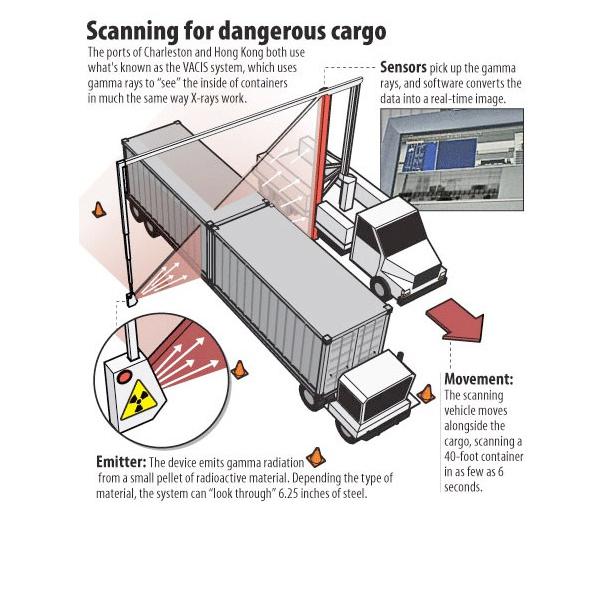 Scanning for dangerous cargo
The ports of Charleston and Hong Kong both use
what's known as the VACIS system, which uses
gamma rays to “see” the inside of containers
in much the same way X-rays work.
Sensors pick up the gamma
rays, and software converts the
data into a real-time image.
Movement:
The scanning
vehicle moves
alongside the
cargo, scanning a
40-foot container
in as few as 6
seconds.
Emitter: The device emits gamma radiation
from a small pellet of radioactive material. Depending the type of
material, the system can “look through” 6.25 inches of steel.